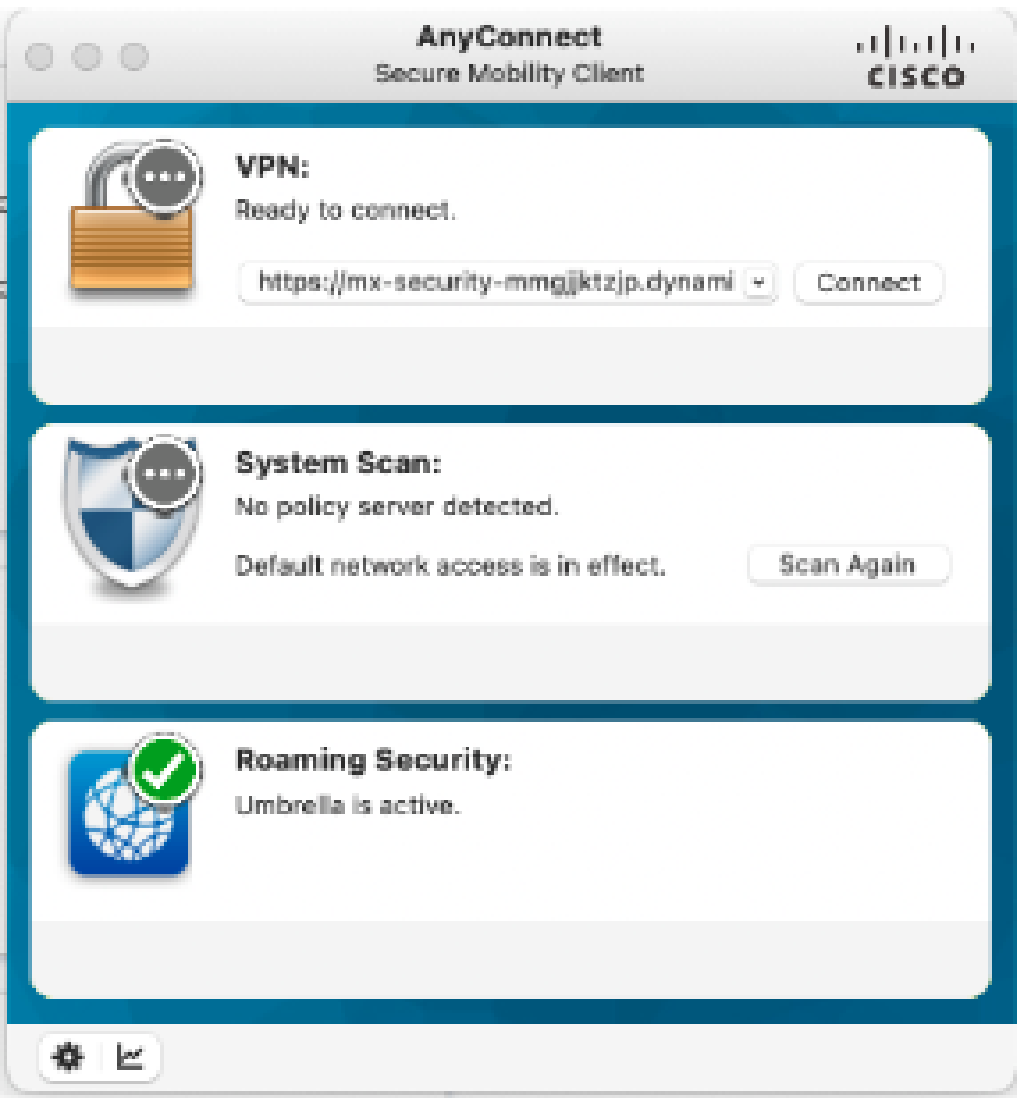 AnyConnect
Secure Mobility Client
CISCO
VPN:
Ready to connect.
https://mx-security-mmgjjktzjp.dynami
Connect
System Scan:
No policy server detected.
Default network access is in effect.
Scan Again
Roaming Security:
Umbrella is active.